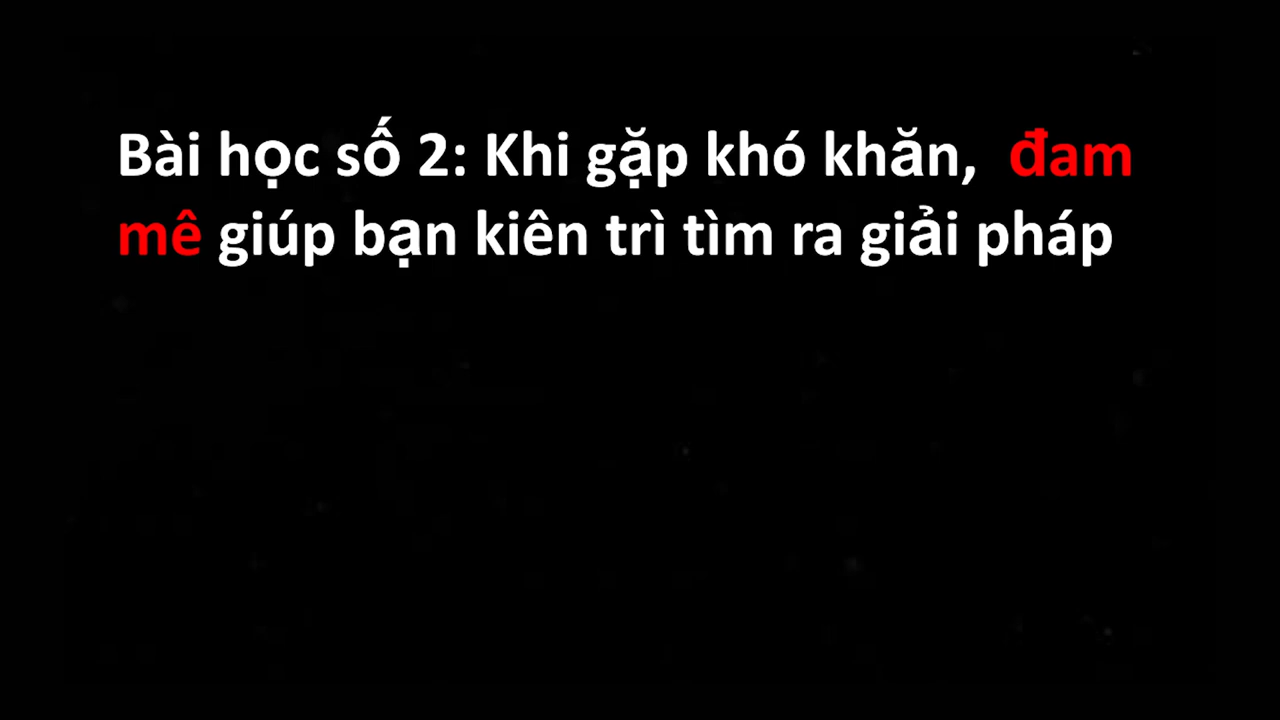 Bài học số 2: Khi gặp khó khăn, đam
mê giúp bạn kiên trì tìm ra giải pháp